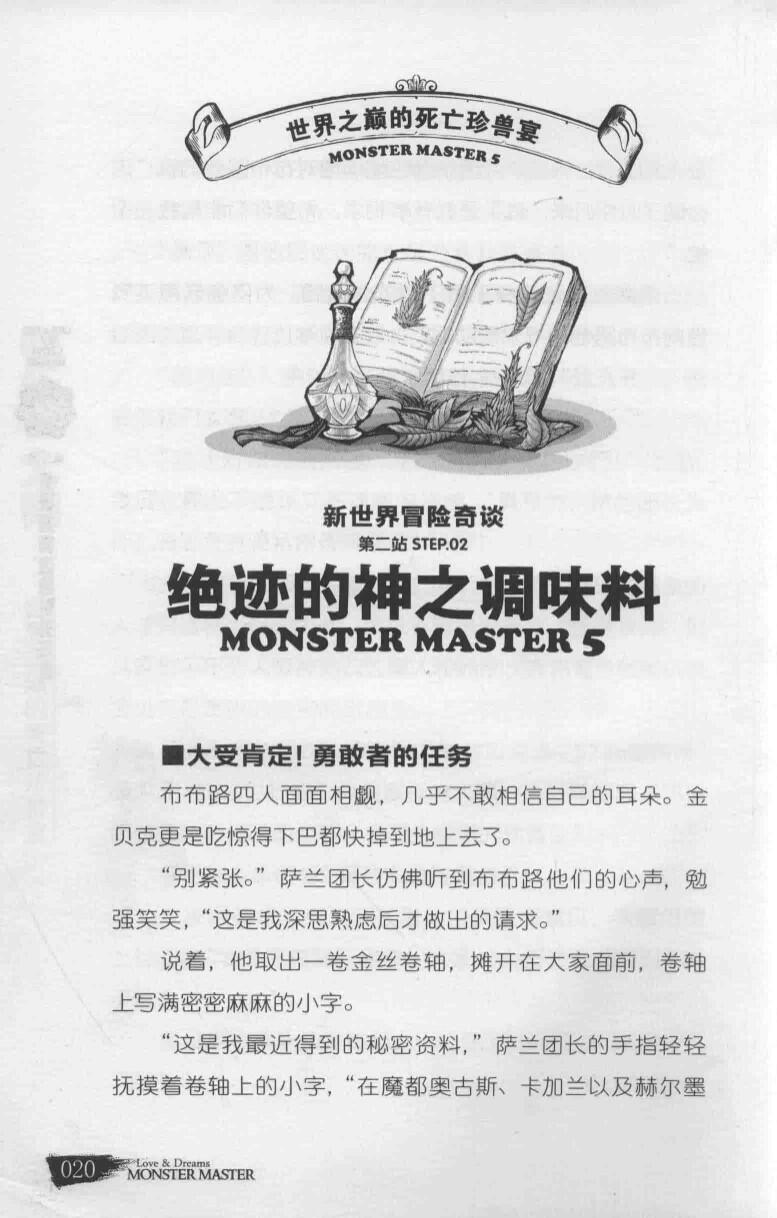 世界之巅的死亡珍兽宴
MONSTER MASTER 5
新世界冒险奇谈
第二站 STEP.02
绝迹的神之调味料
MONSTER MASTER 5
■大受肯定！勇敢者的任务
布布路四人面面相觑，几乎不敢相信自己的耳朵。金
贝克更是吃惊得下巴都快掉到地上去了。
“别紧张。”萨兰团长仿佛听到布布路他们的心声，勉
强笑笑，“这是我深思熟虑后才做出的请求。”
说着，他取出一卷金丝卷轴，摊开在大家面前，卷轴
上写满密密麻麻的小字。
“这是我最近得到的秘密资料，”萨兰团长的手指轻轻
抚摸着卷轴上的小字，“在魔都奥古斯、卡加兰以及赫尔墨
020
Love & Dreams
MONSTER MASTER